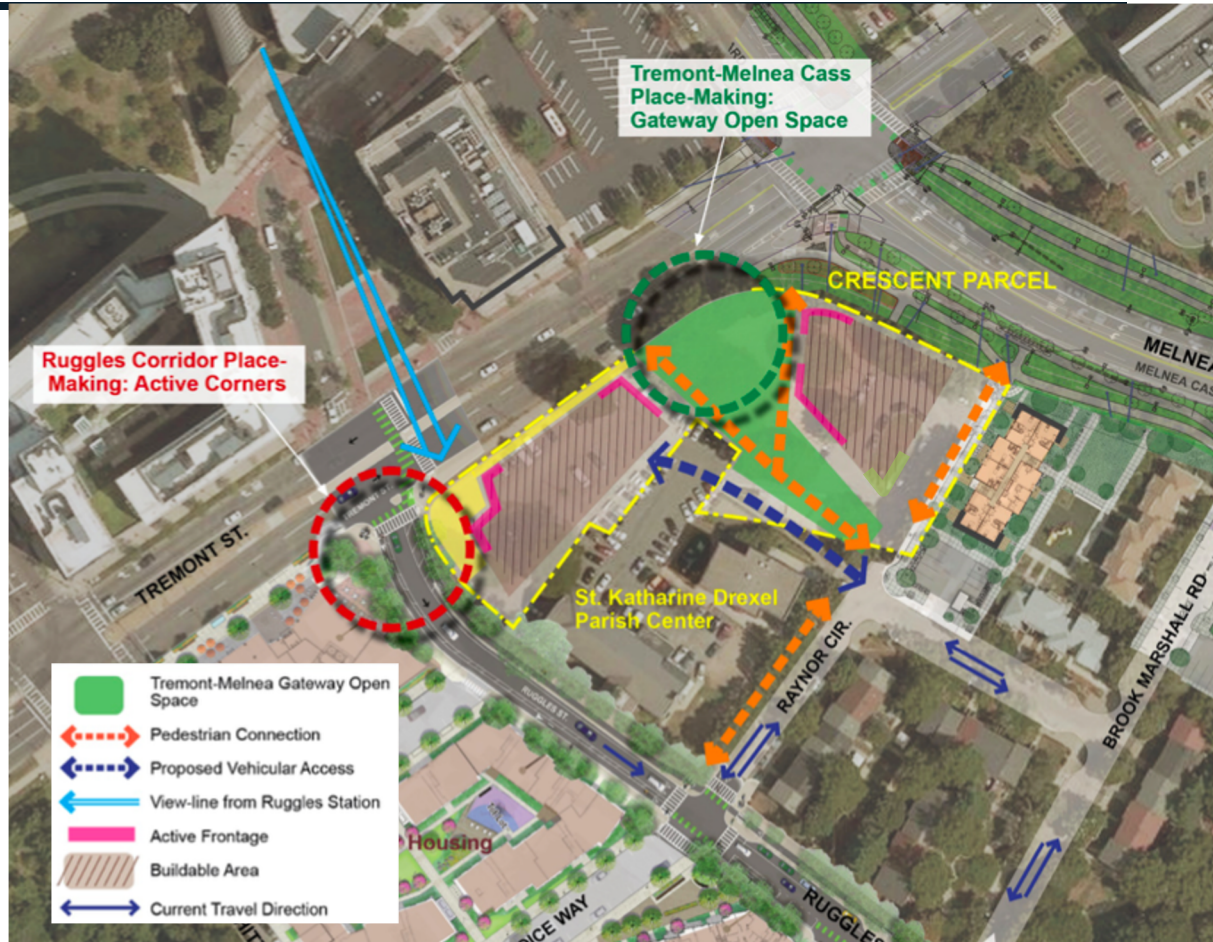 Tremont-Melnea Cass
Place-Making:
Gateway Open Space
CRESCENT PARCEL
MELNEA
MELNEA CAS
Ruggles Corridor Place-
Making: Active Corners
TREMONT ST.
St. Katharine Drexel
Parish Center
RAYNOR CIR.
BROOK MARSHALL RD
RUGGLES ST.
Housing
DICE WAY
RUGGLES
Tremont-Melnea Gateway Open
Space
Pedestrian Connection
Proposed Vehicular Access
View-line from Ruggles Station
Active Frontage
Buildable Area
Current Travel Direction